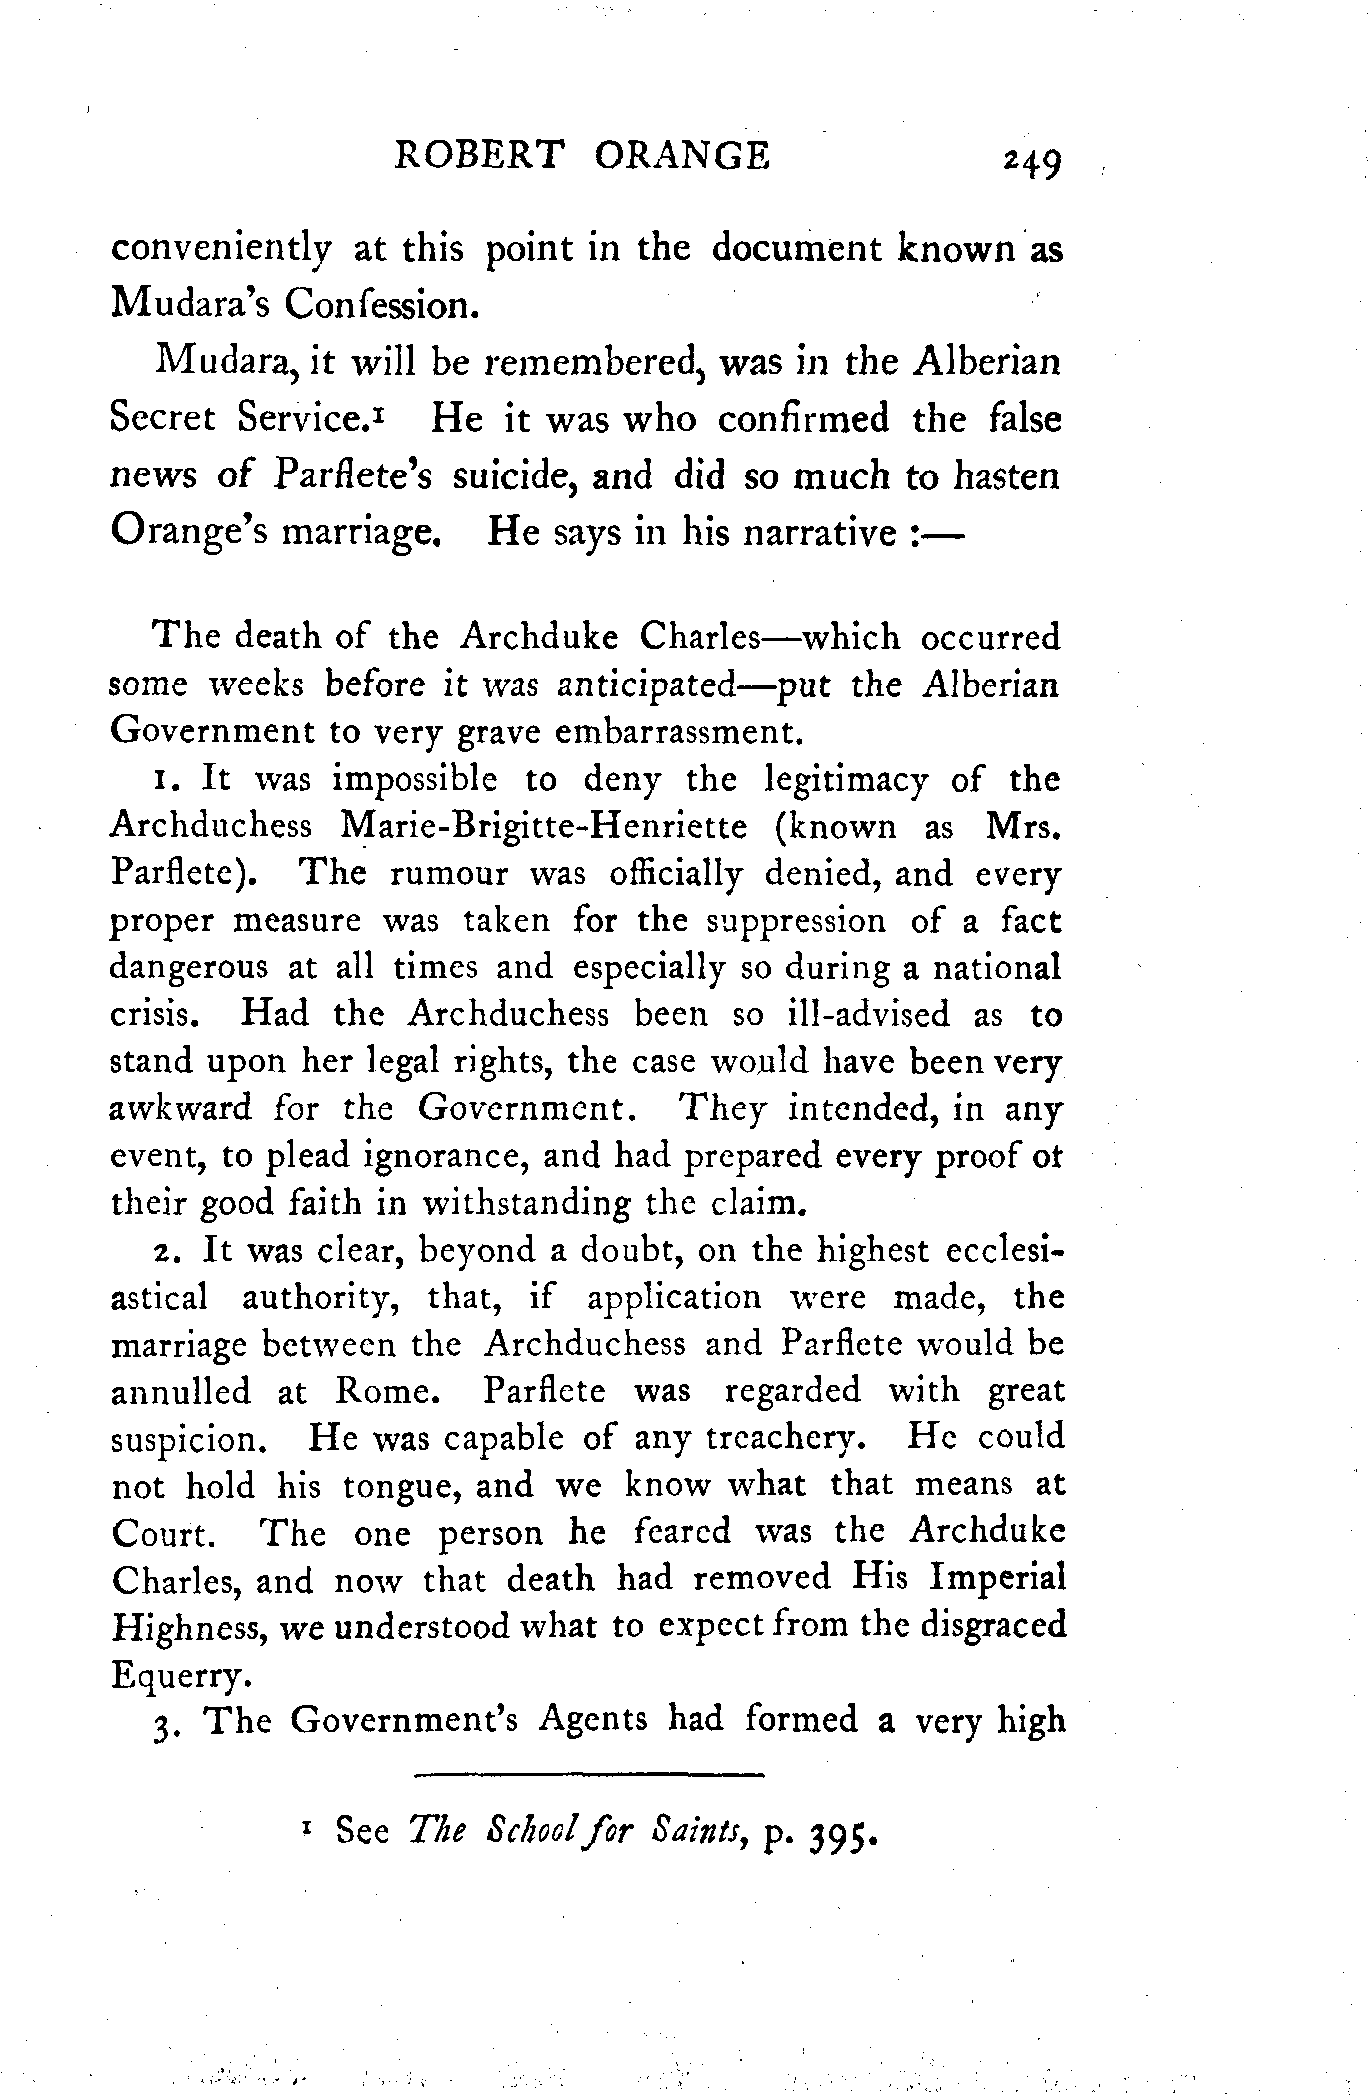 ROBERT ORANGE 249
conveniently at this point in the document known as
Mudara's Confession.
Mudara, it will be remembered, was in the Alberian
Secret Service.¹ He it was who confirmed the false
news of Parflete's suicide, and did so much to hasten
Orange's marriage. He says in his narrative :—
The death of the Archduke Charles—which occurred
some weeks before it was anticipated—put the Alberian
Government to very grave embarrassment.
1. It was impossible to deny the legitimacy of the
Archduchess Marie-Brigitte-Henriette (known as Mrs.
Parflete). The rumour was officially denied, and every
proper measure was taken for the suppression of a fact
dangerous at all times and especially so during a national
crisis. Had the Archduchess been so ill-advised as to
stand upon her legal rights, the case would have been very
awkward for the Government. They intended, in any
event, to plead ignorance, and had prepared every proof of
their good faith in withstanding the claim.
2. It was clear, beyond a doubt, on the highest ecclesi-
astical authority, that, if application were made, the
marriage between the Archduchess and Parflete would be
annulled at Rome. Parflete was regarded with great
suspicion. He was capable of any treachery. He could
not hold his tongue, and we know what that means at
Court. The one person he feared was the Archduke
Charles, and now that death had removed His Imperial
Highness, we understood what to expect from the disgraced
Equerry.
3. The Government's Agents had formed a very high
¹ See The School for Saints, p. 395.